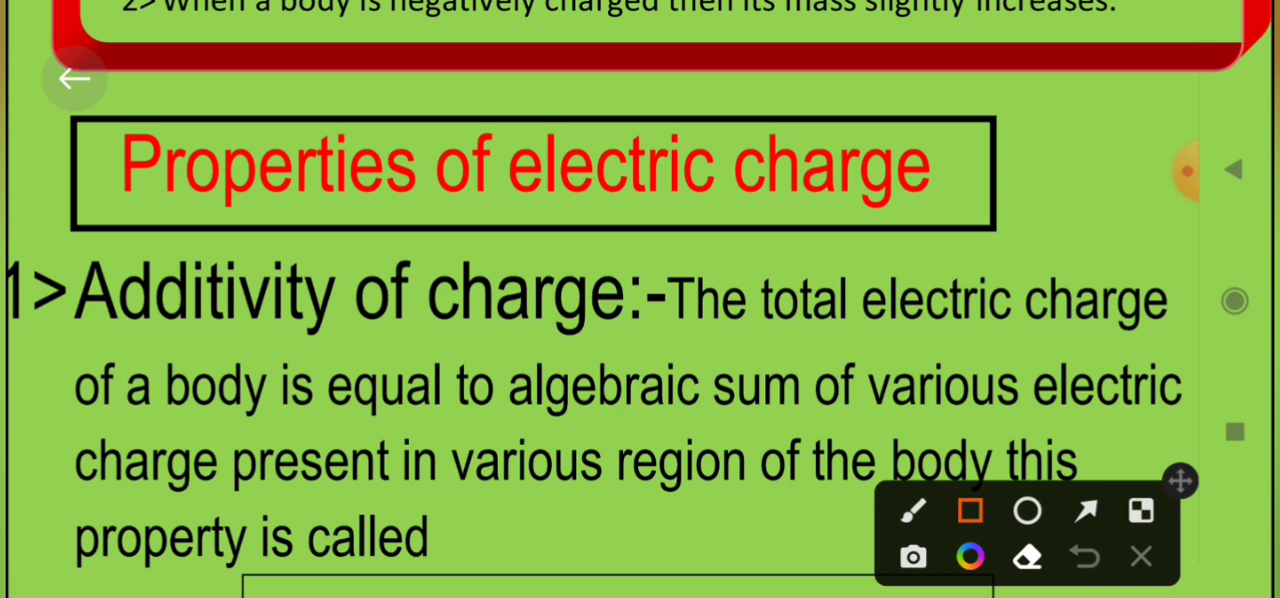 2> When a body is negatively charged then its mass slightly increases.
Properties of electric charge
1>Additivity of charge:-The total electric charge
of a body is equal to algebraic sum of various electric
charge present in various region of the body this
property is called